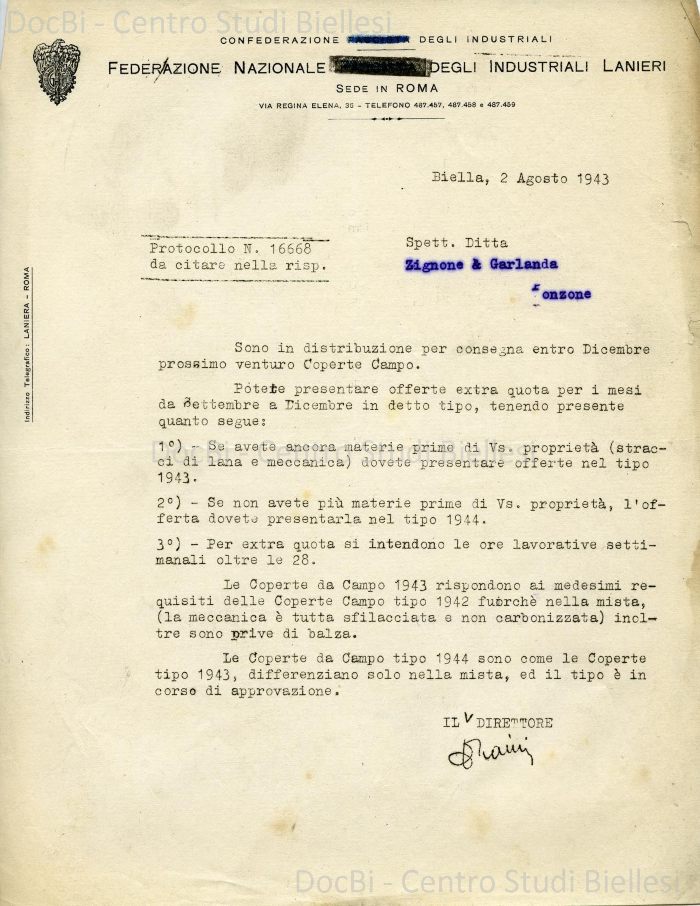 DocBi - Centro Studi Biellesi
CONFEDERAZIONE FASCISTA DEGLI INDUSTRIALI
FEDERAZIONE NAZIONALE DEGLI INDUSTRIALI LANIERI
SEDE IN ROMA
VIA REGINA ELENA, 36 - TELEFONO 487.457, 487.458 e 487.459
Biella, 2 Agosto 1943
Protocollo N. 16668
da citare nella risp.
Spett. Ditta
Zignone & Garlanda
Ponzone
Indirizzo Telegrafico: LANIERA - ROMA
Sono in distribuzione per consegna entro Dicembre
prossimo venturo Coperte Campo.
Potete presentare offerte extra quota per i mesi
da Settembre a Dicembre in detto tipo, tenendo presente
quanto segue:
1°) - Se avete ancora materie prime di Vs. proprietà (strac-
ci di lana e meccanica) dovete presentare offerte nel tipo
1943.
DocBi - Centro Studi Biellesi
2°) - Se non avete più materie prime di Vs. proprietà, l'of-
ferta dovete presentarla nel tipo 1944.
3°) - Per extra quota si intendono le ore lavorative setti-
manali oltre le 28.
Le Coperte da Campo 1943 rispondono ai medesimi re-
quisiti delle Coperte Campo tipo 1942 fuorchè nella mista,
(la meccanica è tutta sfilacciata e non carbonizzata) inol-
tre sono prive di balza.
Le Coperte da Campo tipo 1944 sono come le Coperte
tipo 1943, differenziano solo nella mista, ed il tipo è in
corso di approvazione.
IL V DIRETTORE
DocBi - Centro Studi Biellesi